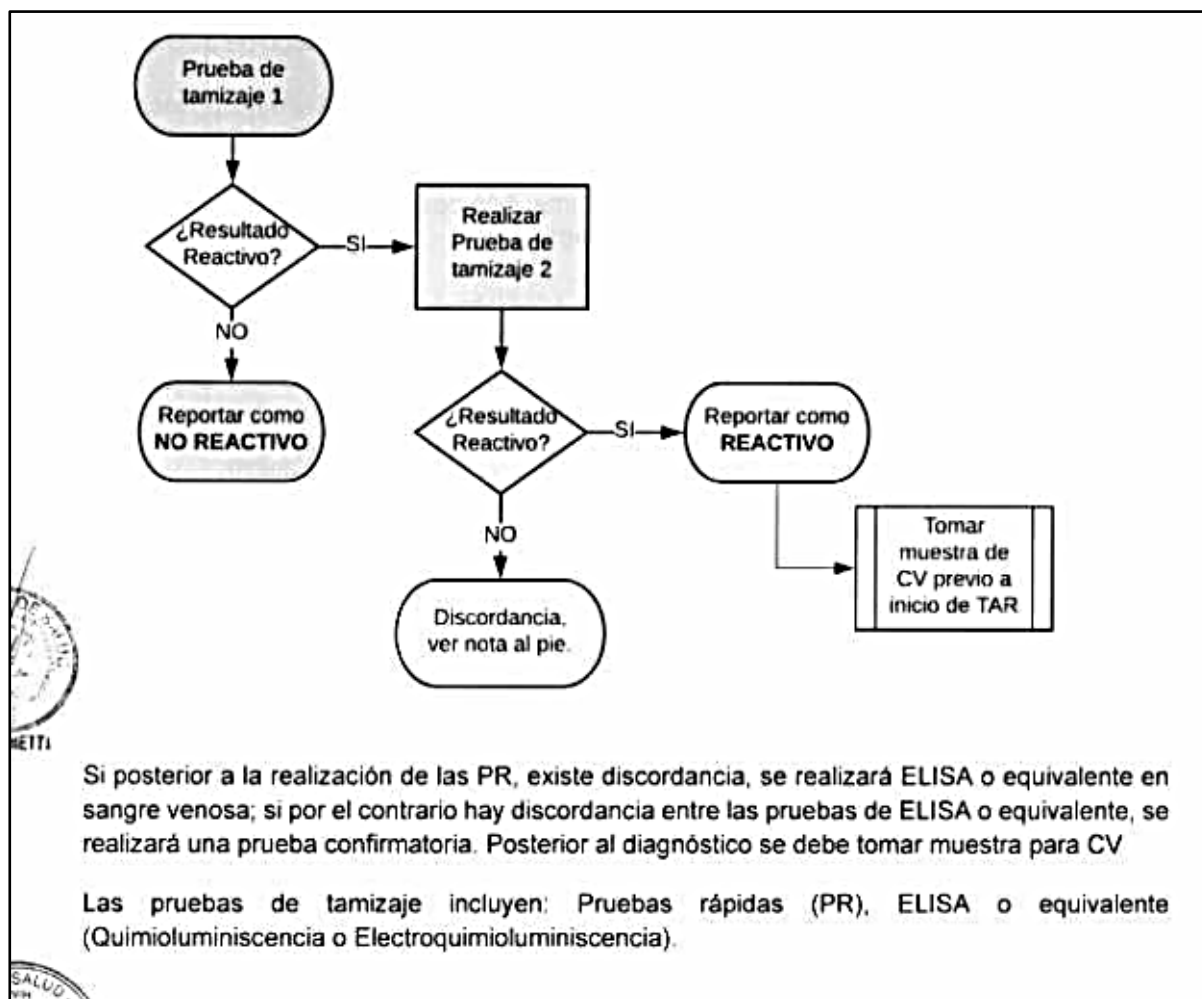 Prueba de
tamizaje 1
¿Resultado
Reactivo?
SI
Realizar
Prueba de
tamizaje 2
NO
Reportar como
NO REACTIVO
¿Resultado
Reactivo?
SI
Reportar como
REACTIVO
NO
Tomar
muestra de
CV previo a
inicio de TAR
Discordancia,
ver nota al pie.
Si posterior a la realización de las PR, existe discordancia, se realizará ELISA o equivalente en
sangre venosa; si por el contrario hay discordancia entre las pruebas de ELISA o equivalente, se
realizará una prueba confirmatoria. Posterior al diagnóstico se debe tomar muestra para CV
Las pruebas de tamizaje incluyen: Pruebas rápidas (PR), ELISA o equivalente
(Quimioluminiscencia o Electroquimioluminiscencia).
SALUD